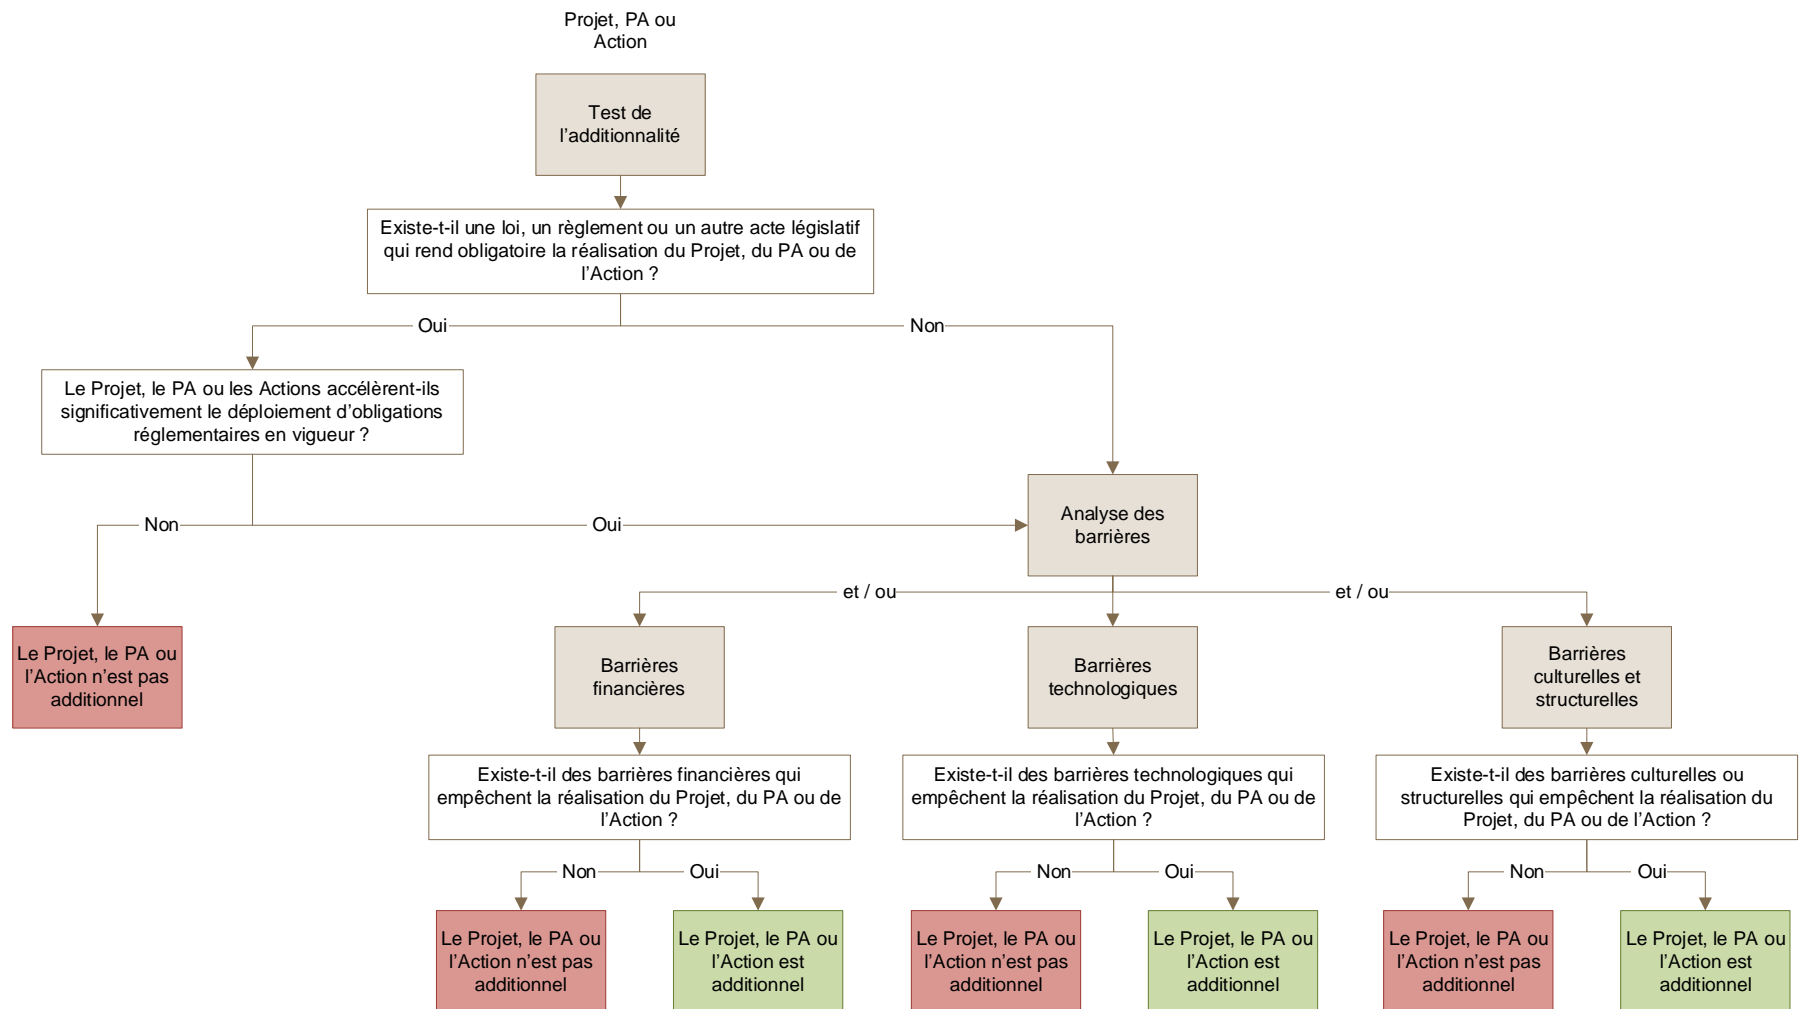 Projet, PA ou
Action
Test de
l'additionnalité
Existe-t-il une loi, un règlement ou un autre acte législatif
qui rend obligatoire la réalisation du Projet, du PA ou de
l'Action ?
Oui
Non
Le Projet, le PA ou les Actions accélèrent-ils
significativement le déploiement d'obligations
réglementaires en vigueur ?
Non
Oui
Analyse des
barrières
et / ou
et / ou
Le Projet, le PA ou
l'Action n'est pas
additionnel
Barrières
financières
Barrières
technologiques
Barrières
culturelles et
structurelles
Existe-t-il des barrières financières qui
empêchent la réalisation du Projet, du PA ou de
l'Action ?
Existe-t-il des barrières technologiques qui
empêchent la réalisation du Projet, du PA ou de
l'Action ?
Existe-t-il des barrières culturelles ou
structurelles qui empêchent la réalisation du
Projet, du PA ou de l'Action ?
Non
Oui
Non
Oui
Non
Oui
Le Projet, le PA ou
l'Action n'est pas
additionnel
Le Projet, le PA ou
l'Action est
additionnel
Le Projet, le PA ou
l'Action n'est pas
additionnel
Le Projet, le PA ou
l'Action est
additionnel
Le Projet, le PA ou
l'Action n'est pas
additionnel
Le Projet, le PA ou
l'Action est
additionnel